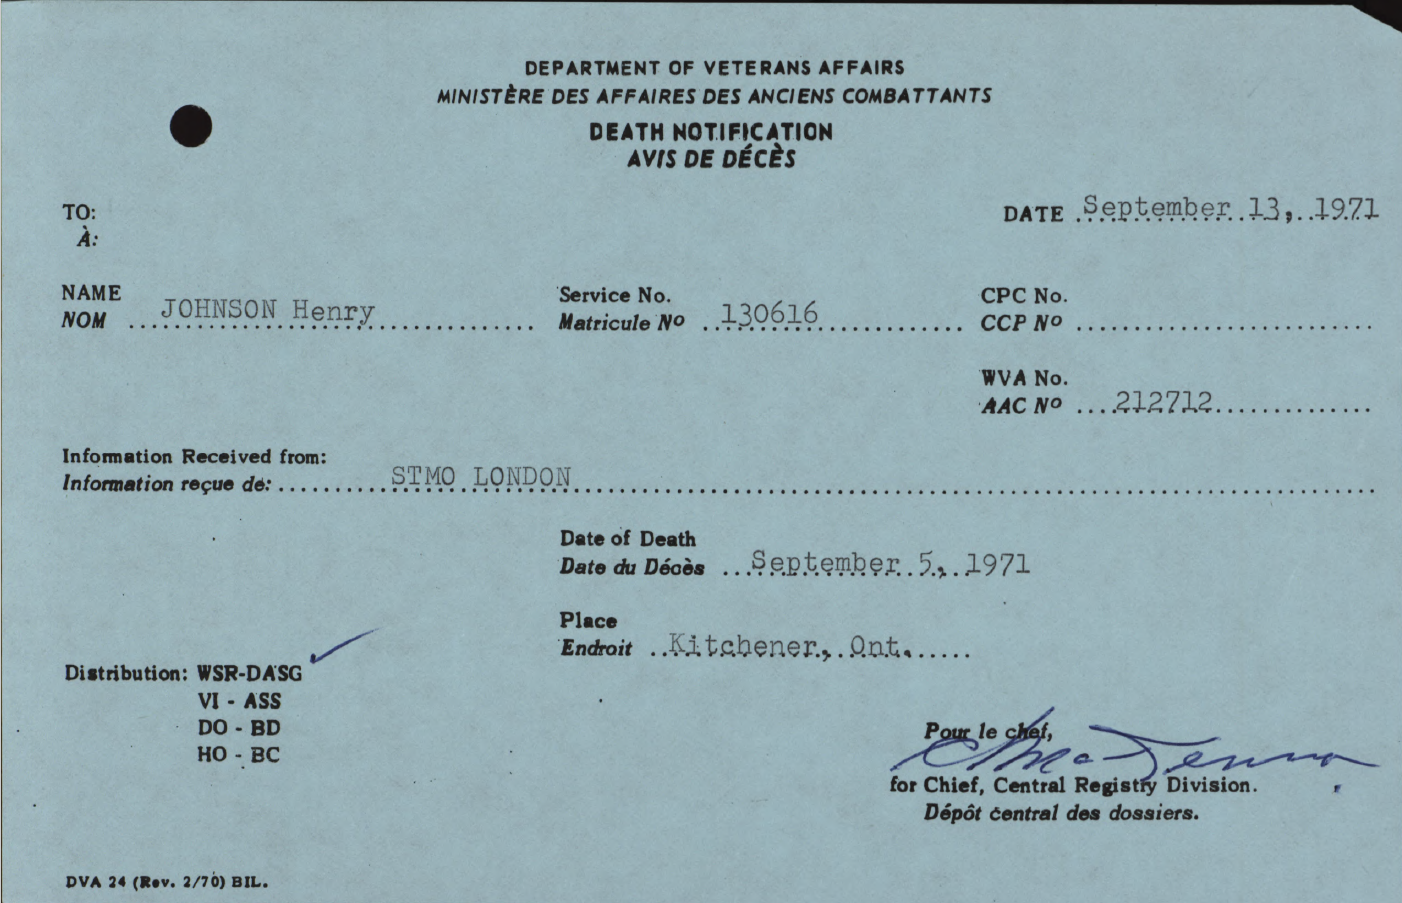 DEPARTMENT OF VETERANS AFFAIRS
MINISTÈRE DES AFFAIRES DES ANCIENS COMBATTANTS
DEATH NOTIFICATION
AVIS DE DÉCÈS
TO:
À:
DATE September 13, 1971
NAME
NOM JOHNSON Henry
Service No.
Matricule Nº 130616
CPC No.
CCP Nº
WVA No.
AAC Nº 212712
Information Received from:
Information reçue de: STMO LONDON
Date of Death
Date du Décès September 5, 1971
Place
Endroit Kitchener, Ont.
Distribution: WSR-DASG
VI - ASS
DO - BD
HO - BC
Pour le chef,
for Chief, Central Registry Division.
Dépôt central des dossiers.
DVA 24 (Rev. 2/70) BIL.